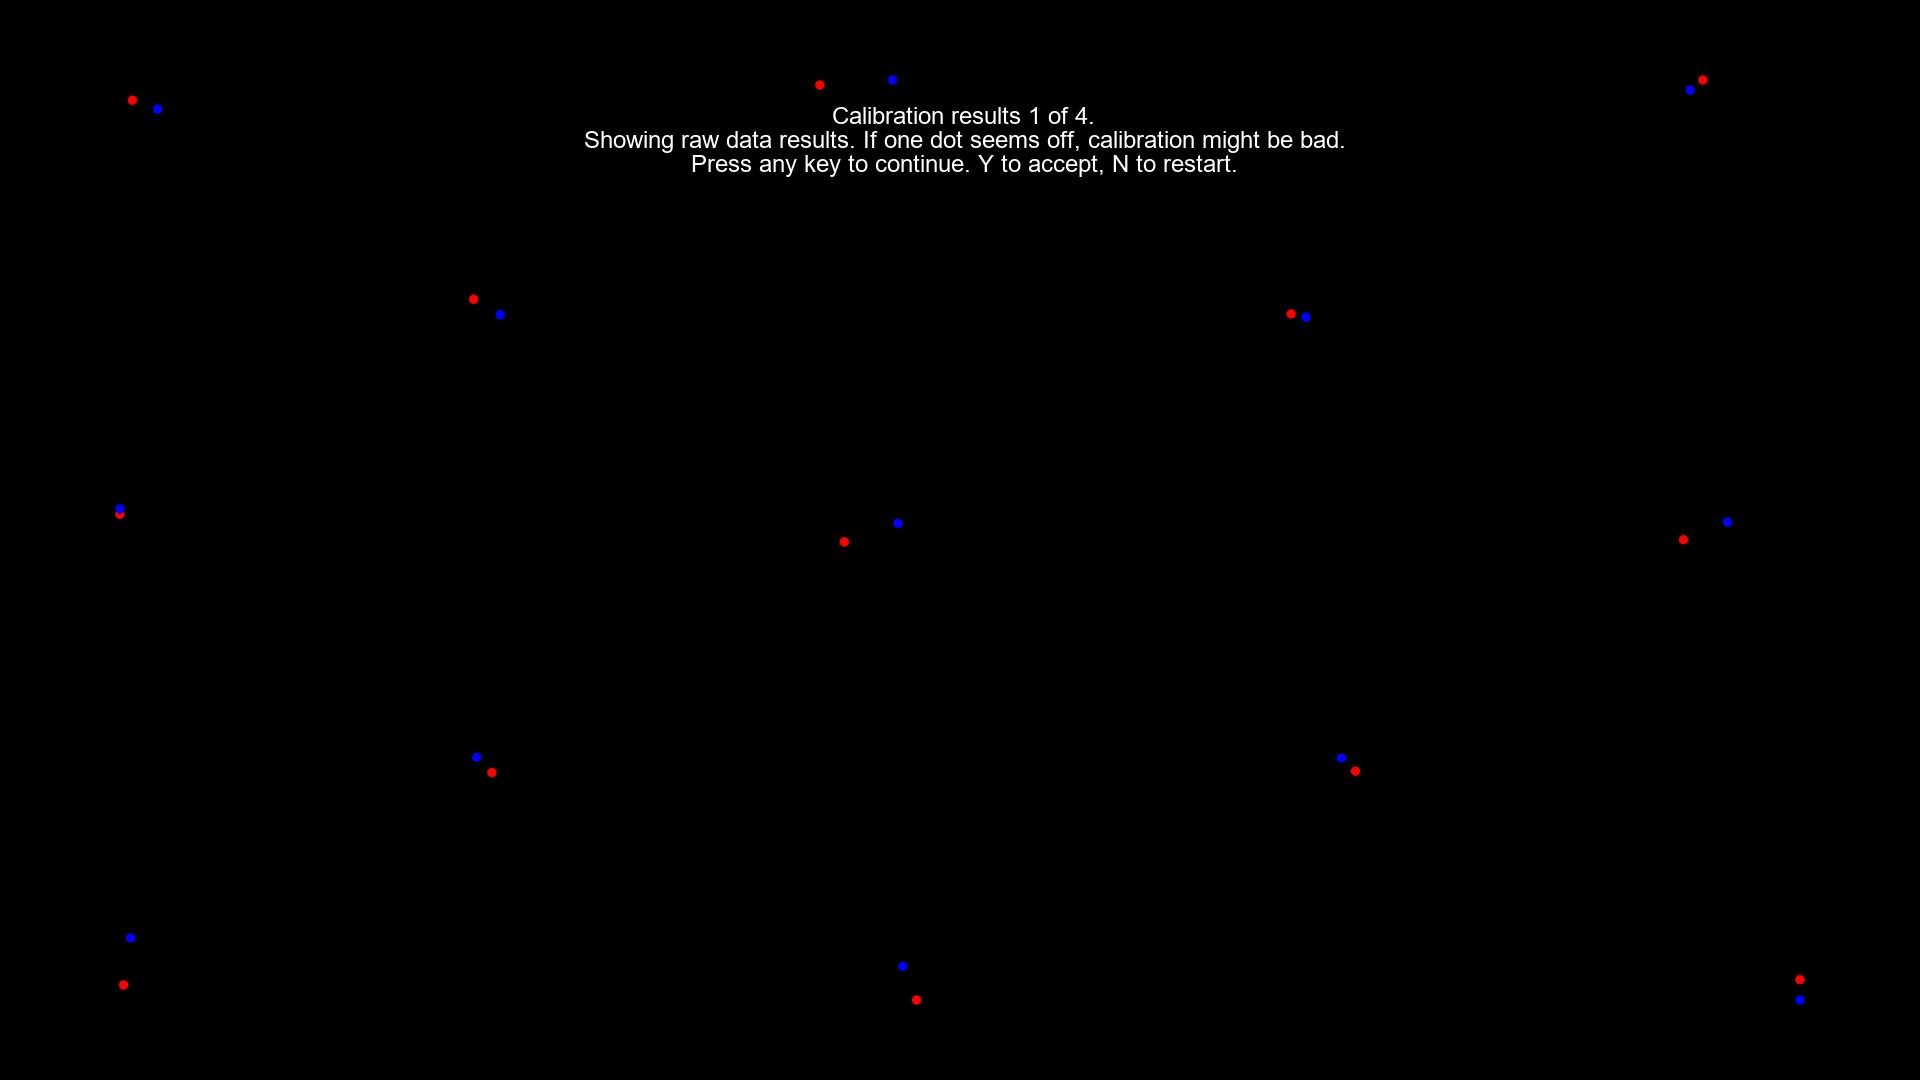 Calibration results 1 of 4.
Showing raw data results. If one dot seems off, calibration might be bad.
Press any key to continue. Y to accept, N to restart.